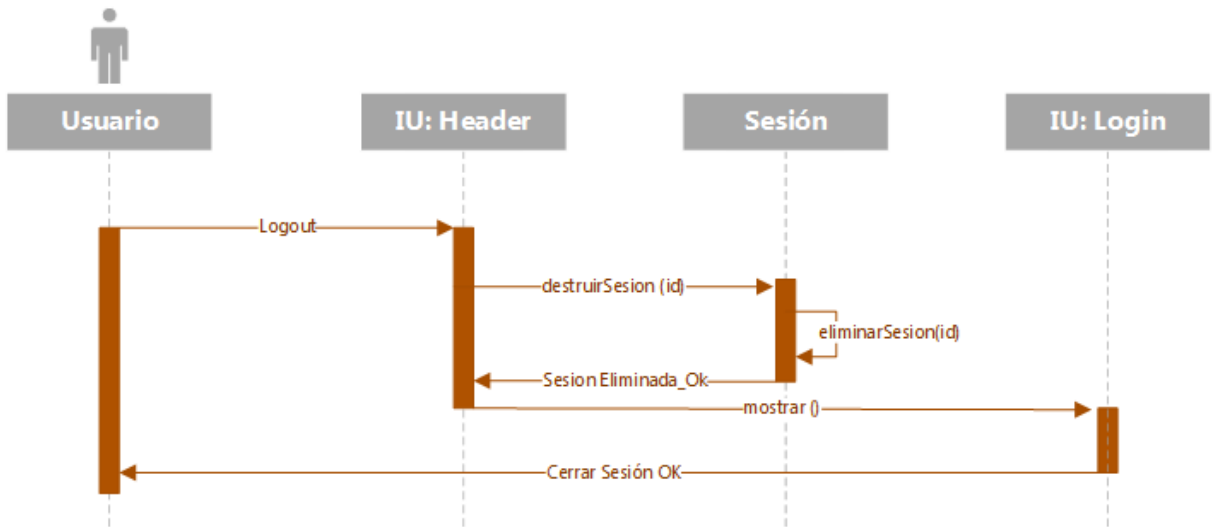 Usuario
IU: Header
Sesión
IU: Login
Logout
destruirSesion (id)
eliminarSesion(id)
Sesion Eliminada_Ok
mostrar ()
Cerrar Sesión OK